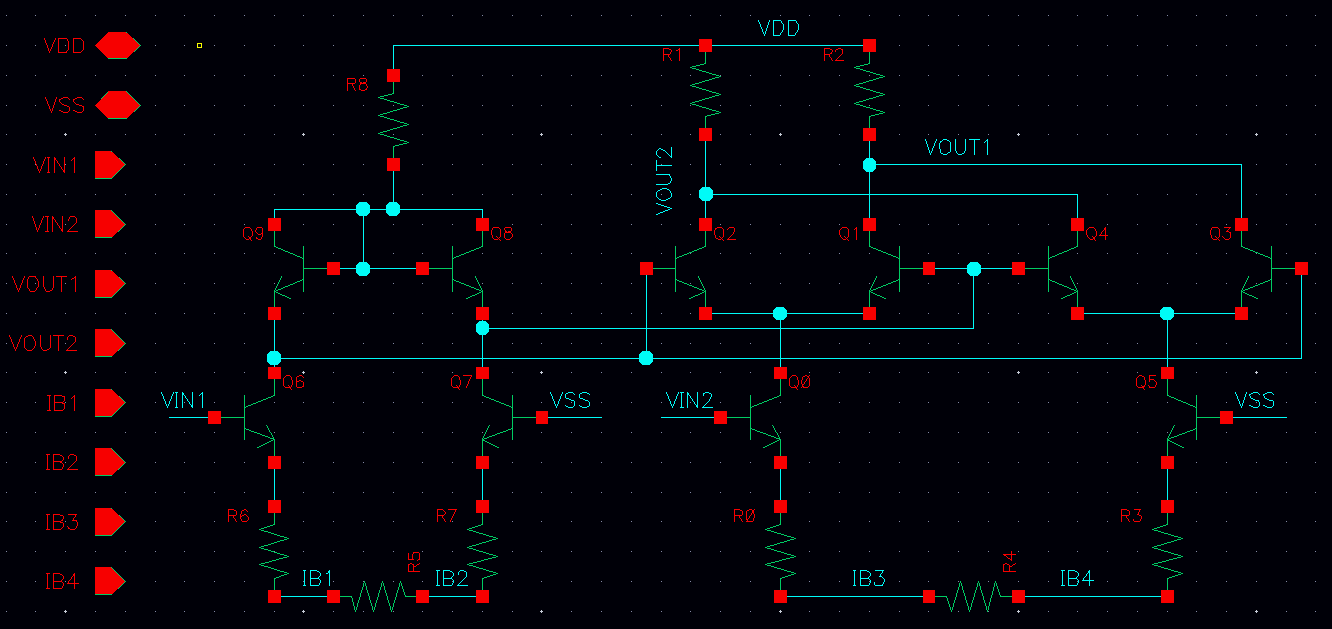 VDD
VSS
VIN1
VIN2
VOUT1
VOUT2
IB1
IB2
IB3
IB4
VDD
R8
R1
R2
VOUT2
VOUT1
Q9
Q8
Q2
Q1
Q4
Q3
Q6
Q7
Q0
Q5
VIN1
VSS
VIN2
VSS
R6
R7
R0
R3
R5
R4
IB1
IB2
IB3
IB4